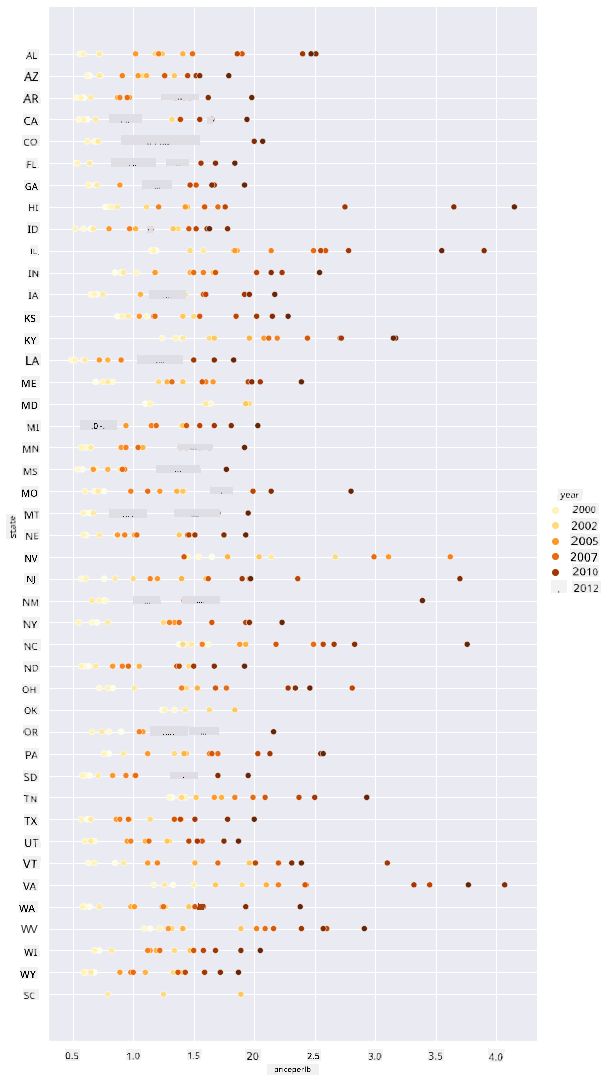 AL
AZ
AR
CA
CO
FL
GA
HI
ID
IL
IN
IA
KS
KY
LA
ME
MD
MI
MN
MS
MO
MT
NE
NV
NJ
NM
NY
NC
ND
OH
OK
OR
PA
SD
TN
TX
UT
VT
VA
WA
WV
WI
WY
SC
state
0.5 1.0 1.5 20 2.5 3.0 3.5 4.0
priceperlb
year
2000
2002
2005
2007
2010
2012